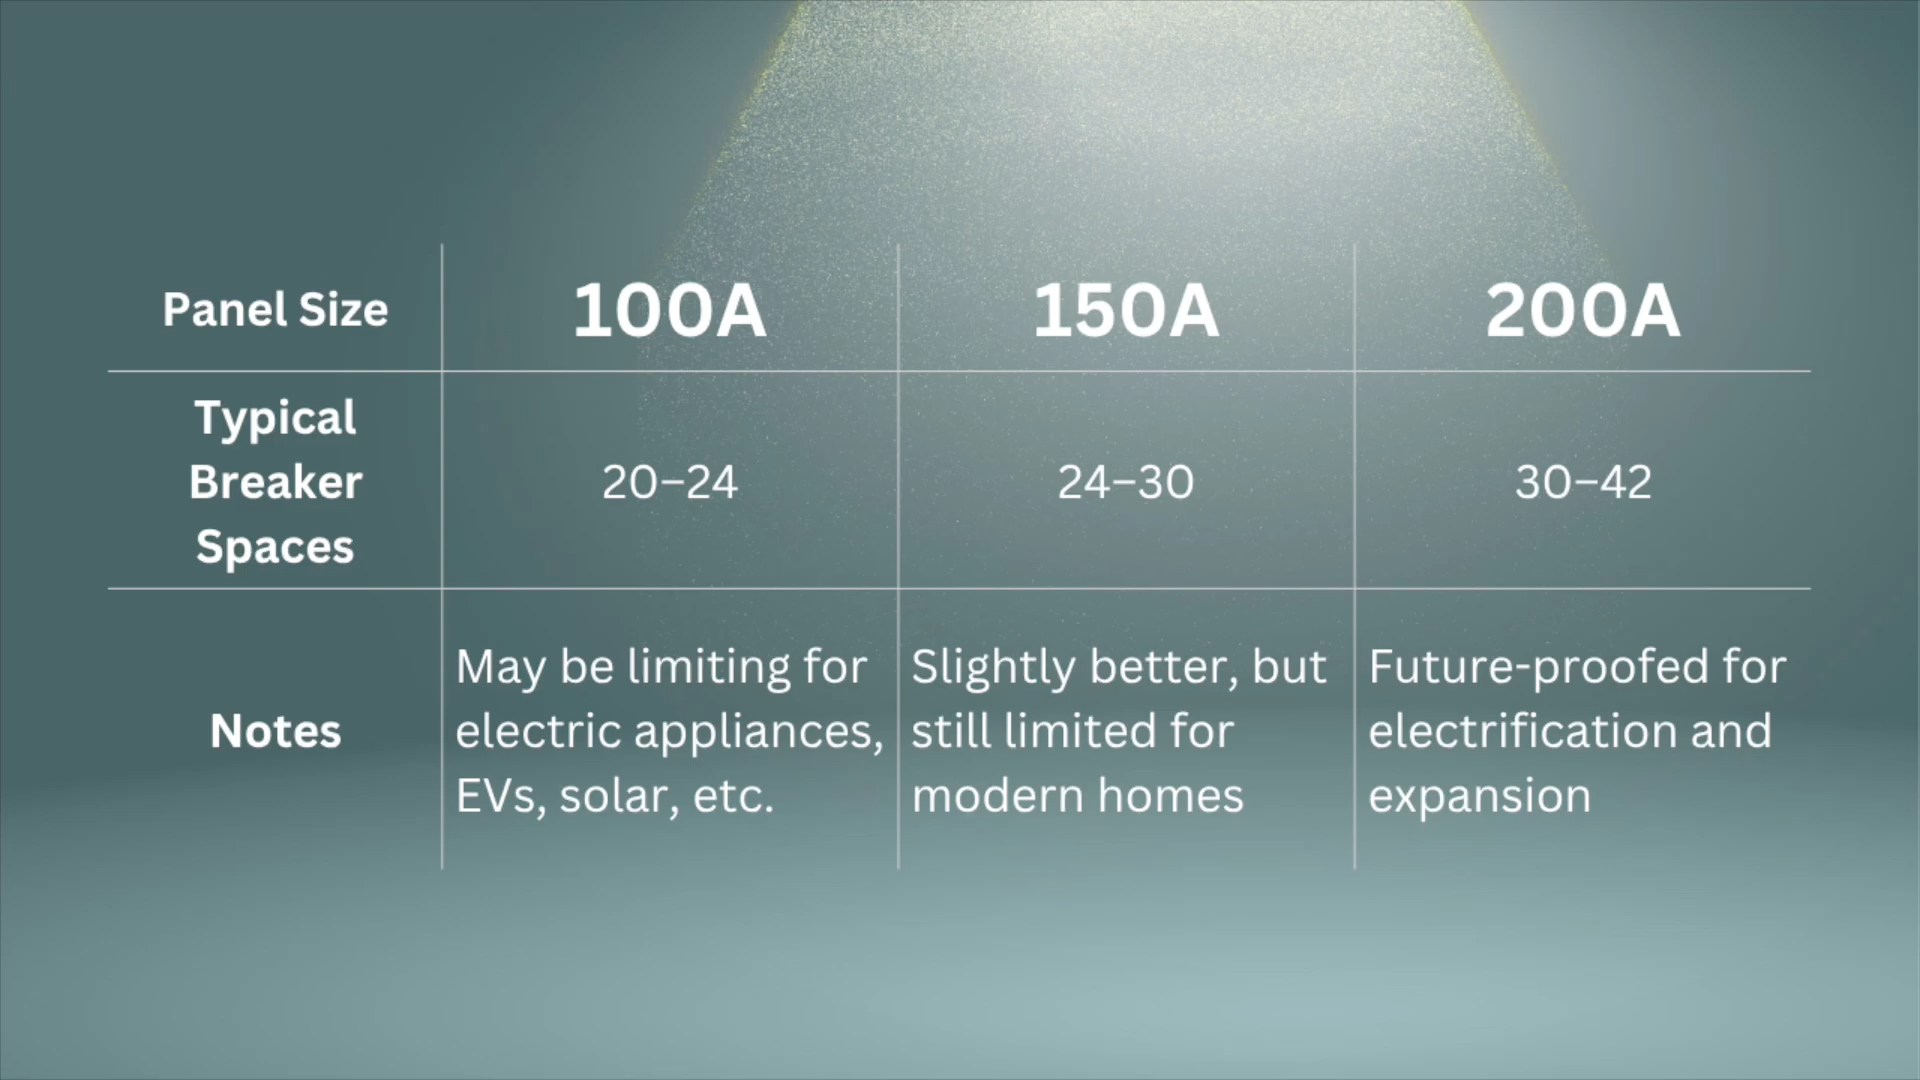 Panel Size
100A
150A
200A
Typical
Breaker
Spaces
20–24
24–30
30–42
Notes
May be limiting for
electric appliances,
EVs, solar, etc.
Slightly better, but
still limited for
modern homes
Future-proofed for
electrification and
expansion